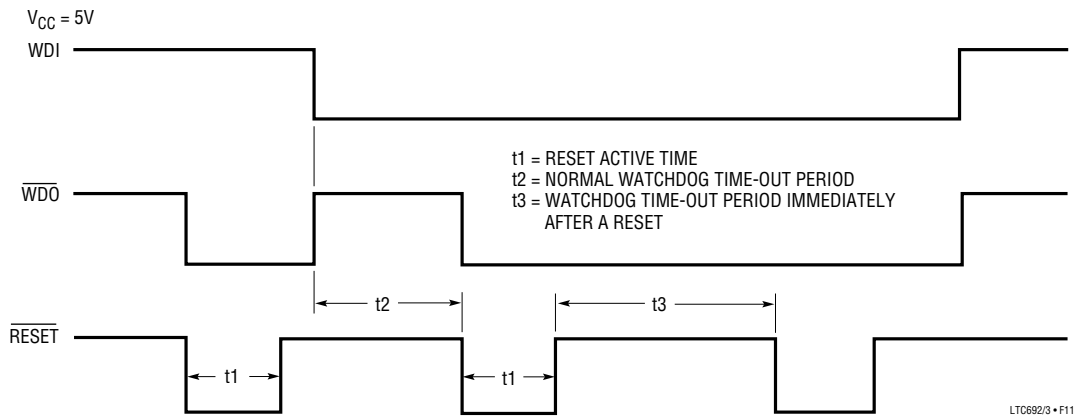 VCC = 5V
WDI
t1 = RESET ACTIVE TIME
t2 = NORMAL WATCHDOG TIME-OUT PERIOD
t3 = WATCHDOG TIME-OUT PERIOD IMMEDIATELY
AFTER A RESET
WDO
t2
t3
RESET
t1
t1
LTC692/3 • F11